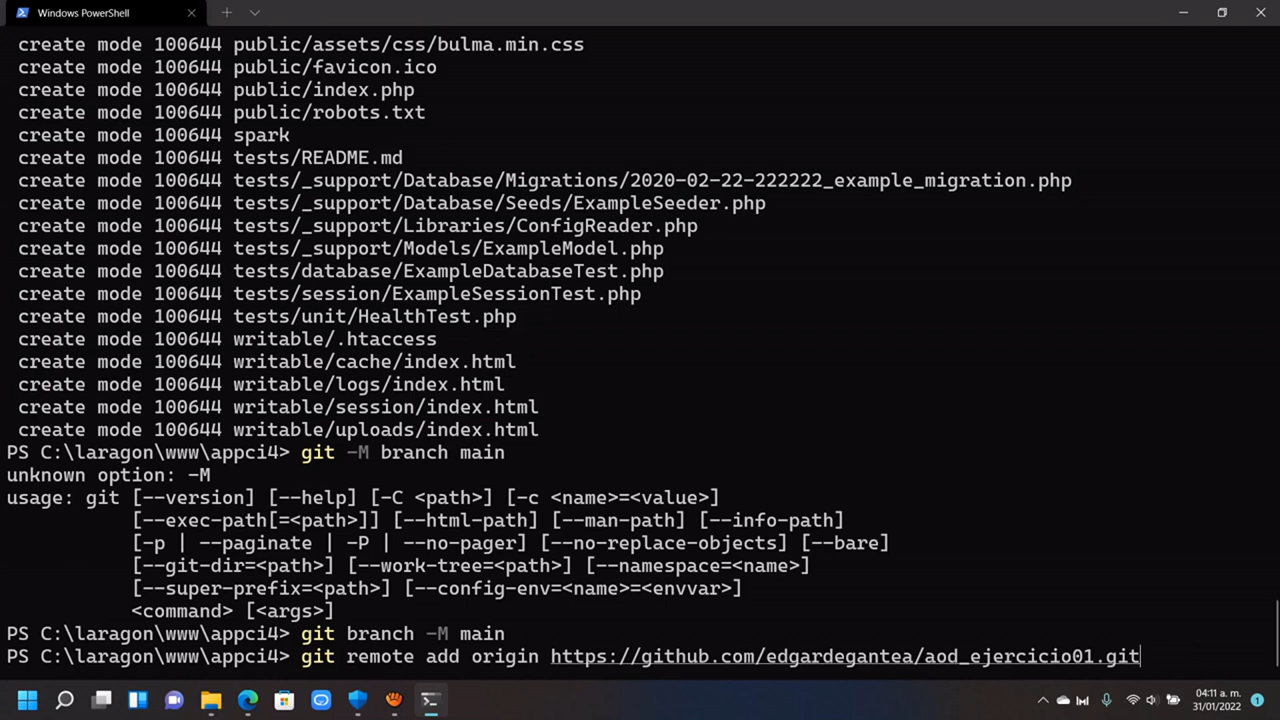 Windows PowerShell
create mode 100644 public/assets/css/bulma.min.css
create mode 100644 public/favicon.ico
create mode 100644 public/index.php
create mode 100644 public/robots.txt
create mode 100644 spark
create mode 100644 tests/README.md
create mode 100644 tests/_support/Database/Migrations/2020-02-22-222222_example_migration.php
create mode 100644 tests/_support/Database/Seeds/ExampleSeeder.php
create mode 100644 tests/_support/Libraries/ConfigReader.php
create mode 100644 tests/_support/Models/ExampleModel.php
create mode 100644 tests/database/ExampleDatabaseTest.php
create mode 100644 tests/session/ExampleSessionTest.php
create mode 100644 tests/unit/HealthTest.php
create mode 100644 writable/.htaccess
create mode 100644 writable/cache/index.html
create mode 100644 writable/logs/index.html
create mode 100644 writable/session/index.html
create mode 100644 writable/uploads/index.html
PS C:\laragon\www\appci4> git -M branch main
unknown option: -M
usage: git [--version] [--help] [-C <path>] [-c <name>=<value>]
[--exec-path[=<path>]] [--html-path] [--man-path] [--info-path]
[-p | --paginate | -P | --no-pager] [--no-replace-objects] [--bare]
[--git-dir=<path>] [--work-tree=<path>] [--namespace=<name>]
[--super-prefix=<path>] [--config-env=<name>=<envvar>]
<command> [<args>]
PS C:\laragon\www\appci4> git branch -M main
PS C:\laragon\www\appci4> git remote add origin https://github.com/edgardegantea/aod_ejercicio01.git
04:11 a. m.
31/01/2022
1